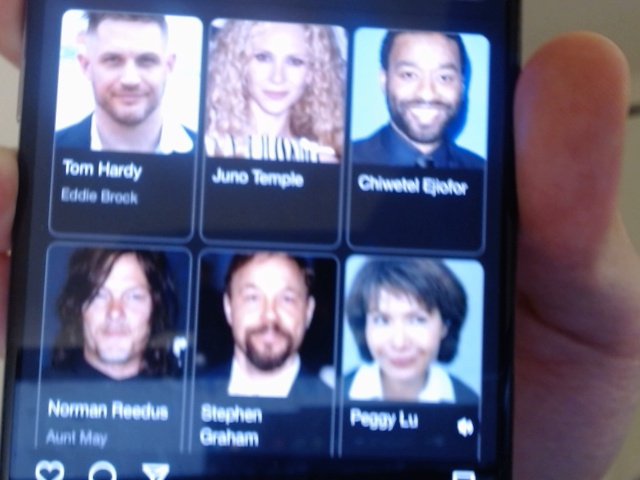 Tom Hardy
Eddie Brock
Juno Temple
Chiwetel Ejiofor
Norman Reedus
Aunt May
Stephen
Graham
Peggy Lu